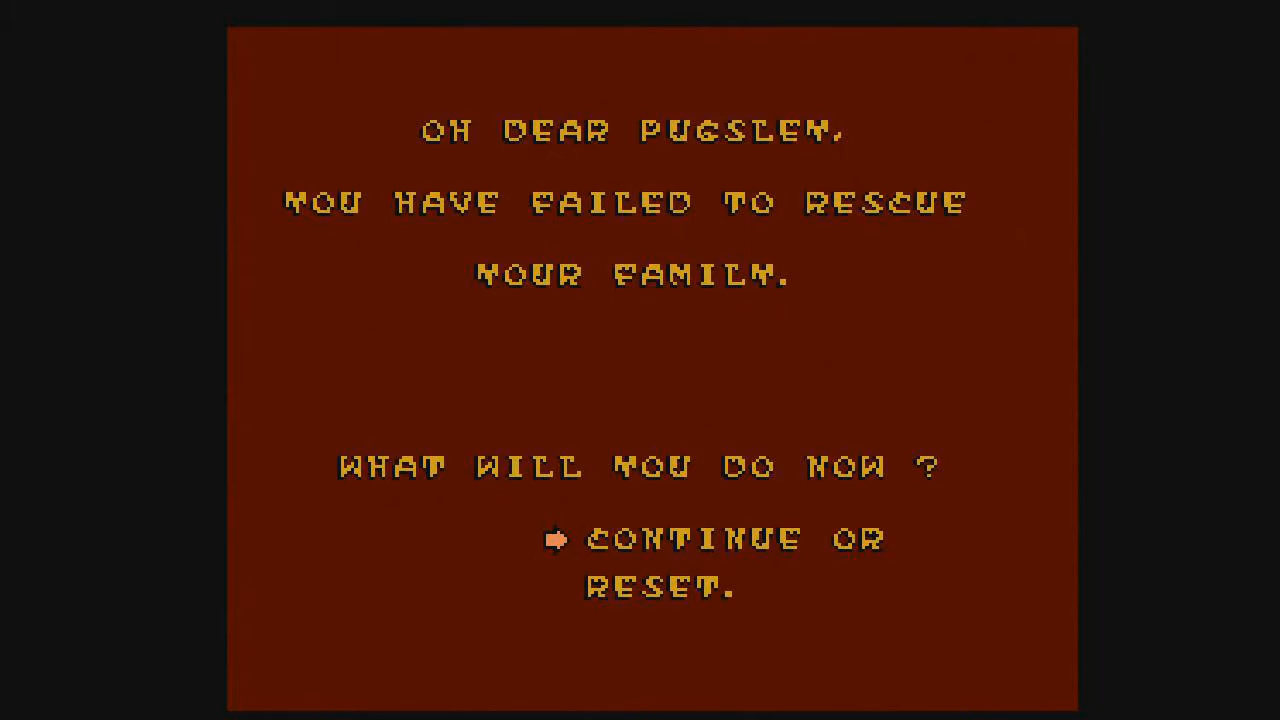 OH DEAR PUGSLEY,
YOU HAVE FAILED TO RESCUE
YOUR FAMILY.
WHAT WILL YOU DO NOW ?
CONTINUE OR
RESET.